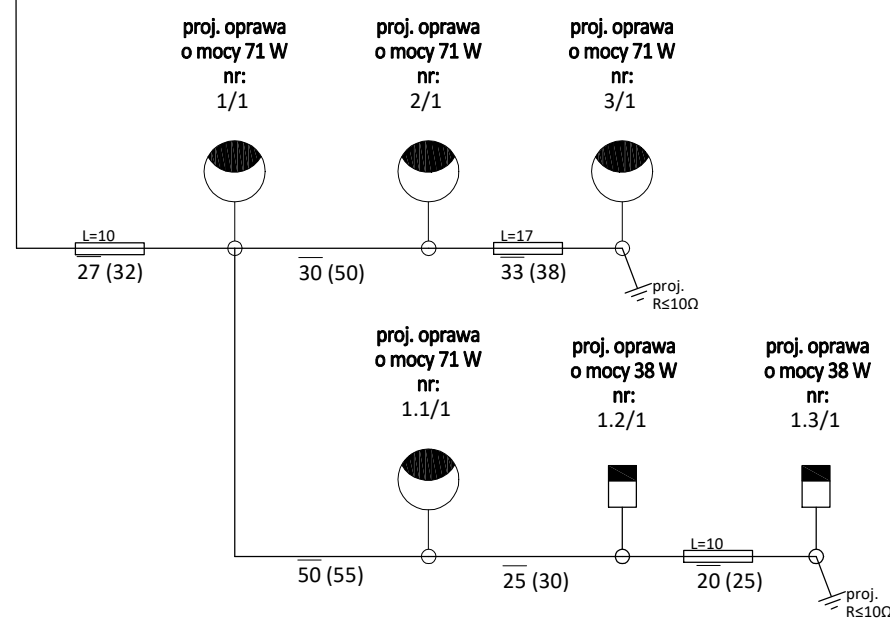 proj. oprawa
o mocy 71 W
nr:
1/1
proj. oprawa
o mocy 71 W
nr:
2/1
proj. oprawa
o mocy 71 W
nr:
3/1
L=10
27 (32)
30 (50)
L=17
33 (38)
proj.
R≤10Ω
proj. oprawa
o mocy 71 W
nr:
1.1/1
proj. oprawa
o mocy 38 W
nr:
1.2/1
proj. oprawa
o mocy 38 W
nr:
1.3/1
50 (55)
25 (30)
L=10
20 (25)
proj.
R≤10Ω